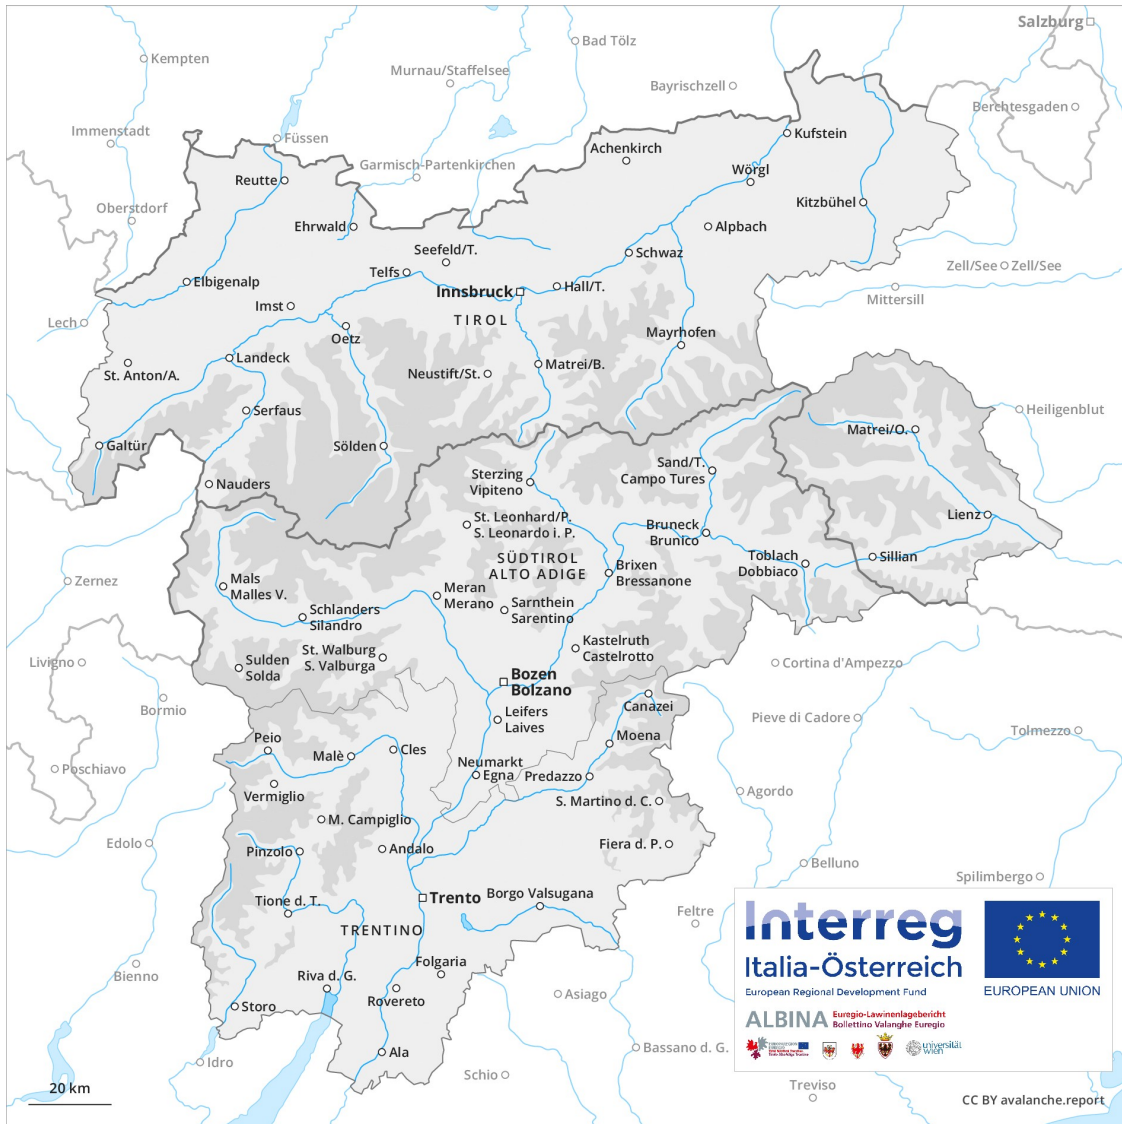 Salzburg
Bad Tölz
Kempten
Murnau/Staffelsee
Bayrischzell
Berchtesgaden
Immenstadt
Füssen
Kufstein
Achenkirch
Garmisch-Partenkirchen
Wörgl
Reutte
Kitzbühel
Oberstdorf
Ehrwald
Alpbach
Seefeld/T.
Schwaz
Telfs
Zell/See
Zell/See
Elbigenalp
Innsbruck
Hall/T.
Mittersill
Imst
TIROL
Lech
Oetz
Mayrhofen
Landeck
Matrei/B.
St. Anton/A.
Neustift/St.
Serfaus
Heiligenblut
Matrei/O.
Galtür
Sölden
Sand/T.
Campo Tures
Sterzing
Vipiteno
Nauders
St. Leonhard/P.
S. Leonardo i. P.
Bruneck
Brunico
Lienz
SÜDTIROL
ALTO ADIGE
Toblach
Dobbiaco
Sillian
Brixen
Bressanone
Zernez
Mals
Malles V.
Meran
Merano
Sarnthein
Sarentino
Schlanders
Silandro
Kastelruth
Castelrotto
St. Walburg
S. Valburga
Livigno
Sulden
Solda
Cortina d'Ampezzo
Bozen
Bolzano
Bormio
Canazei
Leifers
Laives
Pieve di Cadore
Tolmezzo
Moena
Peio
Malè
Cles
Poschiavo
Neumarkt
Egna
Predazzo
Vermiglio
Agordo
S. Martino d. C.
M. Campiglio
Edolo
Pinzolo
Andalo
Fiera d. P.
Belluno
Spilimbergo
Tione d. T.
Trento
Borgo Valsugana
Feltre
TRENTINO
Folgaria
Bienno
Riva d. G.
Rovereto
Asiago
Storo
Ala
Bassano d. G.
Idro
Schio
Treviso
20 km
Interreg
Italia-Österreich
European Regional Development Fund
EUROPEAN UNION
ALBINA
Euregio-Lawinenlagebericht
Bollettino Valanghe Euregio
universität
wien
CC BY avalanche.report